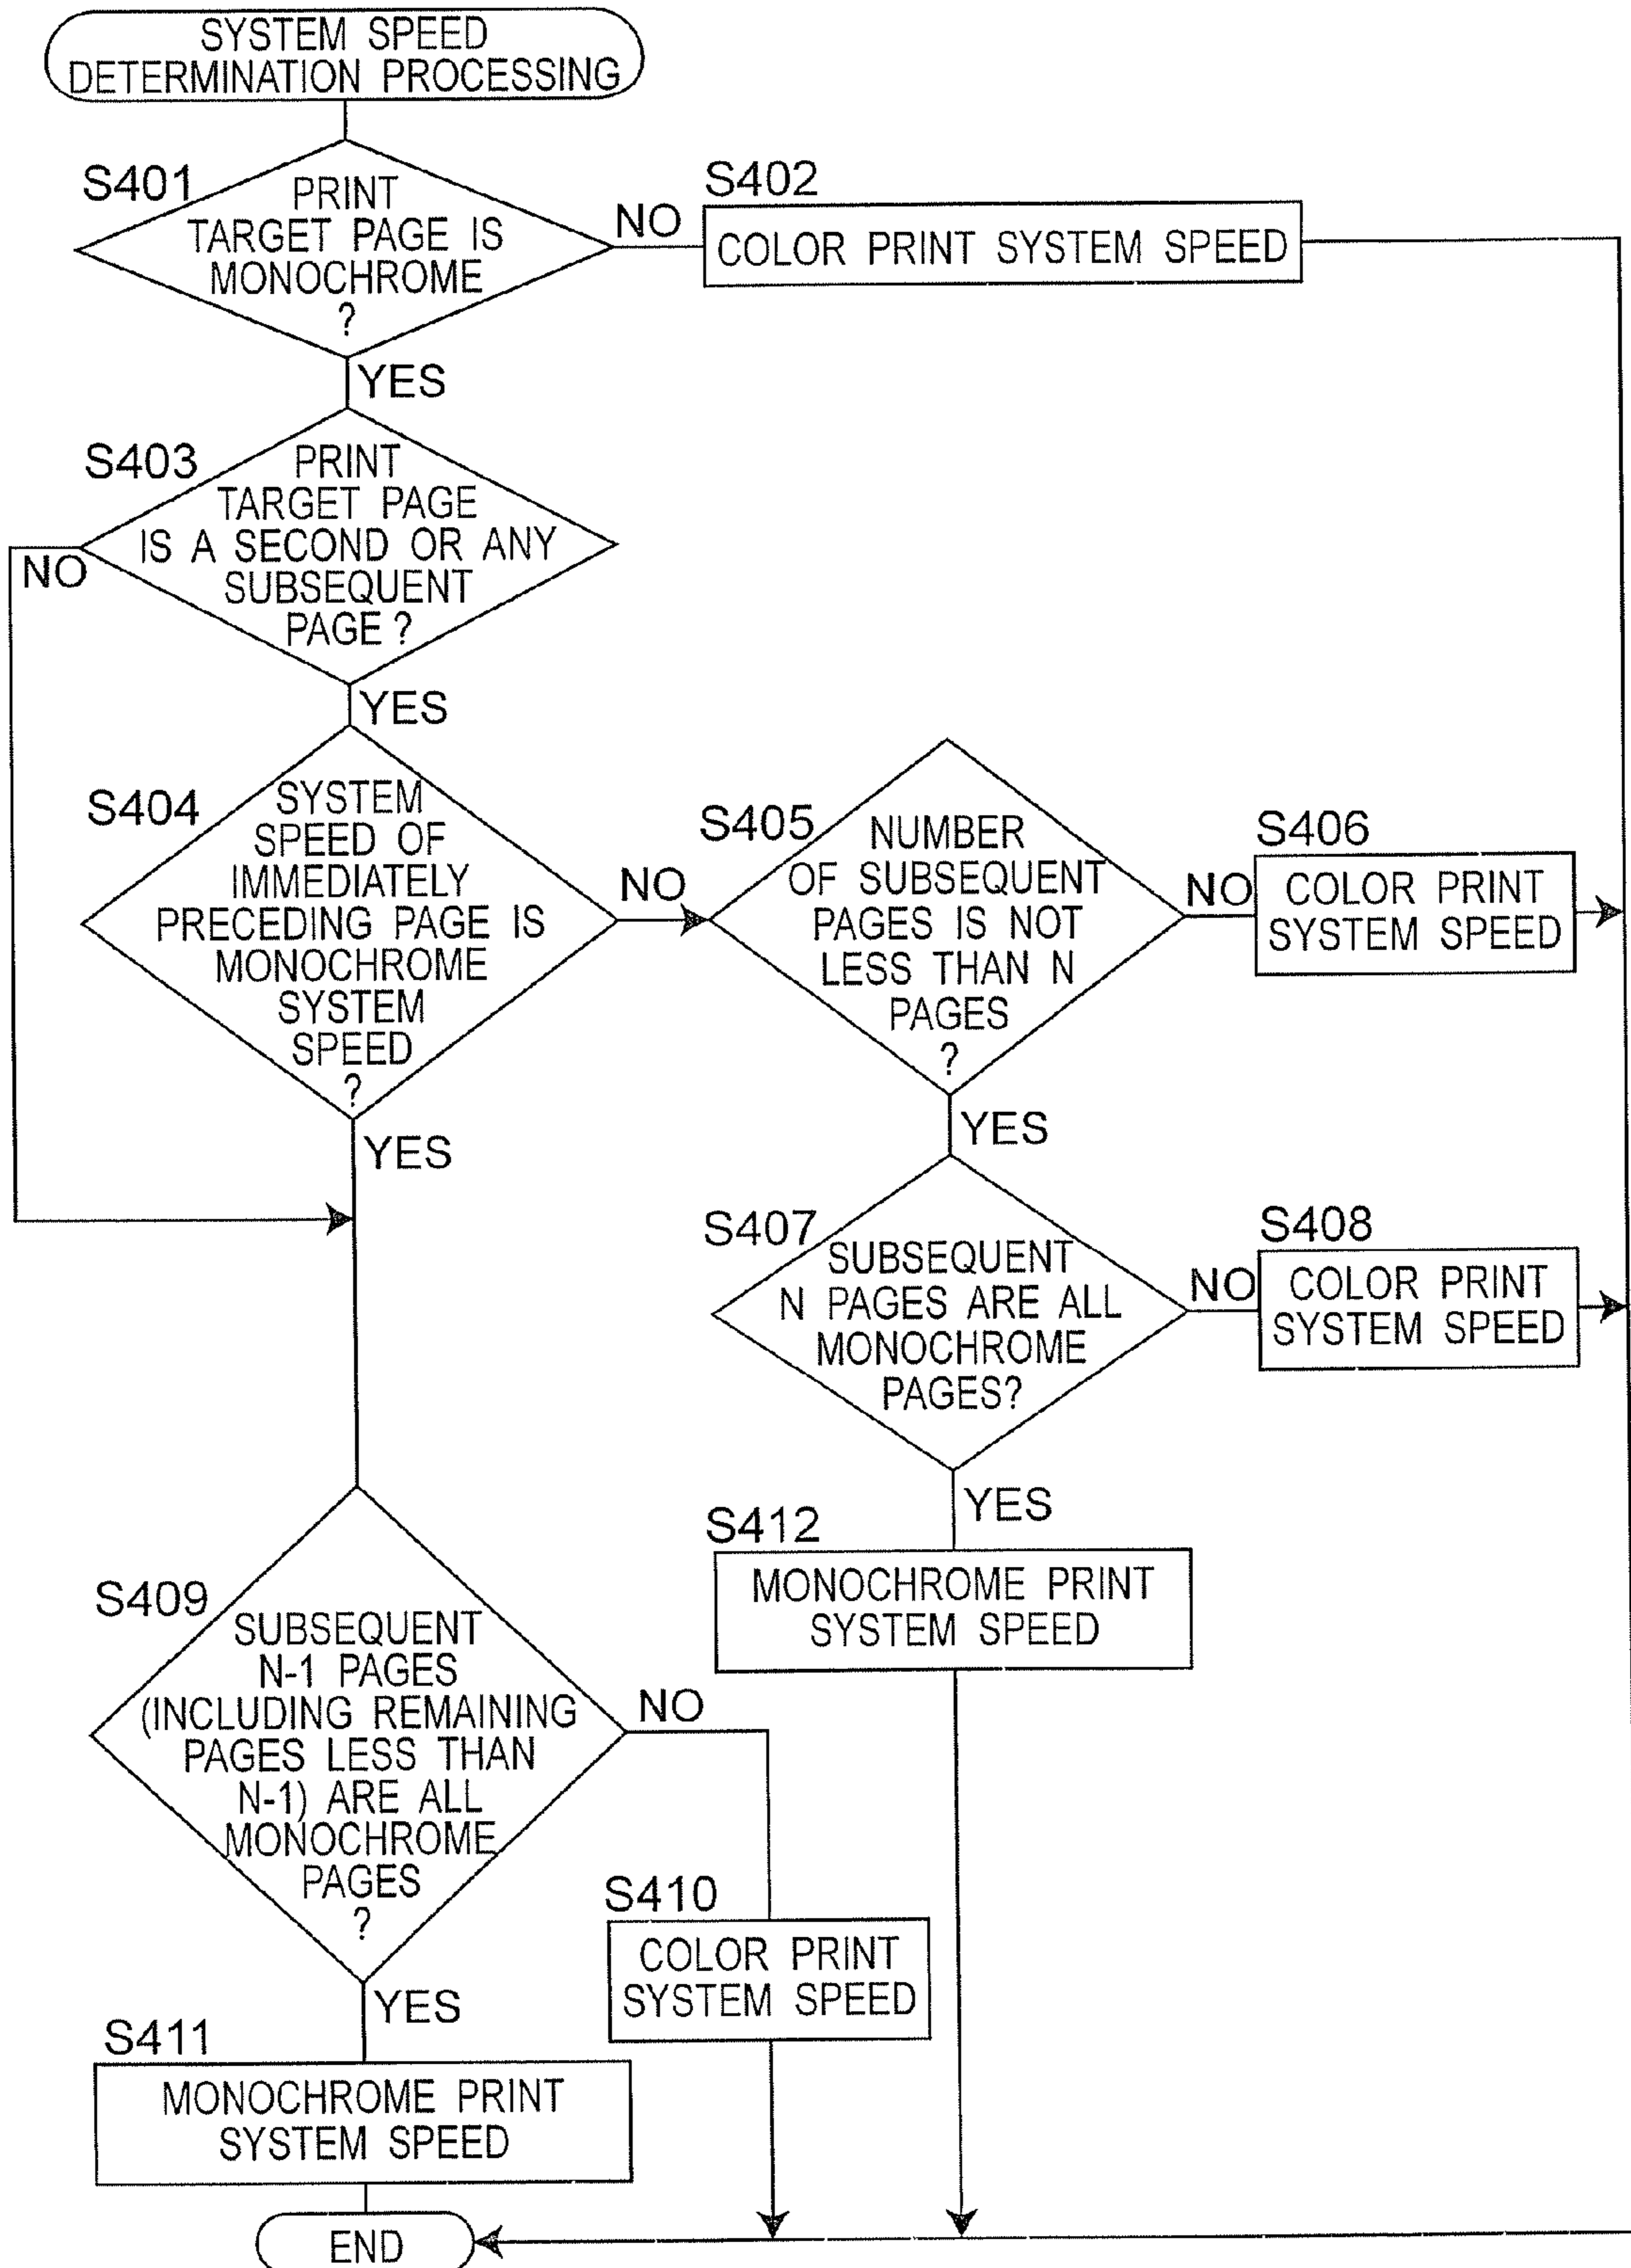 SYSTEM SPEED
DETERMINATION PROCESSING
S401
PRINT
TARGET PAGE IS
MONOCHROME
?
NO
S402
COLOR PRINT SYSTEM SPEED
YES
S403
PRINT
TARGET PAGE
IS A SECOND OR ANY
SUBSEQUENT
PAGE ?
NO
YES
S404
SYSTEM
SPEED OF
IMMEDIATELY
PRECEDING PAGE IS
MONOCHROME
SYSTEM
SPEED
?
NO
S405
NUMBER
OF SUBSEQUENT
PAGES IS NOT
LESS THAN N
PAGES
?
NO
S406
COLOR PRINT
SYSTEM SPEED
YES
YES
S407
SUBSEQUENT
N PAGES ARE ALL
MONOCHROME
PAGES?
NO
S408
COLOR PRINT
SYSTEM SPEED
YES
S412
MONOCHROME PRINT
SYSTEM SPEED
S409
SUBSEQUENT
N-1 PAGES
(INCLUDING REMAINING
PAGES LESS THAN
N-1) ARE ALL
MONOCHROME
PAGES
?
NO
S410
COLOR PRINT
SYSTEM SPEED
YES
S411
MONOCHROME PRINT
SYSTEM SPEED
END